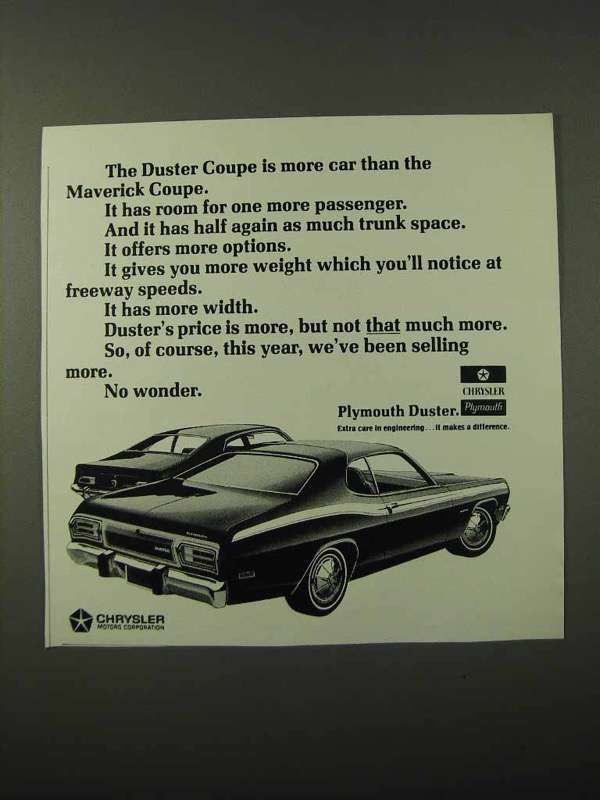 The Duster Coupe is more car than the
Maverick Coupe.
It has room for one more passenger.
And it has half again as much trunk space.
It offers more options.
It gives you more weight which you'll notice at
freeway speeds.
It has more width.
Duster's price is more, but not that much more.
So, of course, this year, we've been selling
more.
No wonder.
CHRYSLER
Plymouth
Plymouth Duster.
Extra care in engineering...it makes a difference.
PLYMOUTH
DUSTER
CHRYSLER
MOTORS CORPORATION